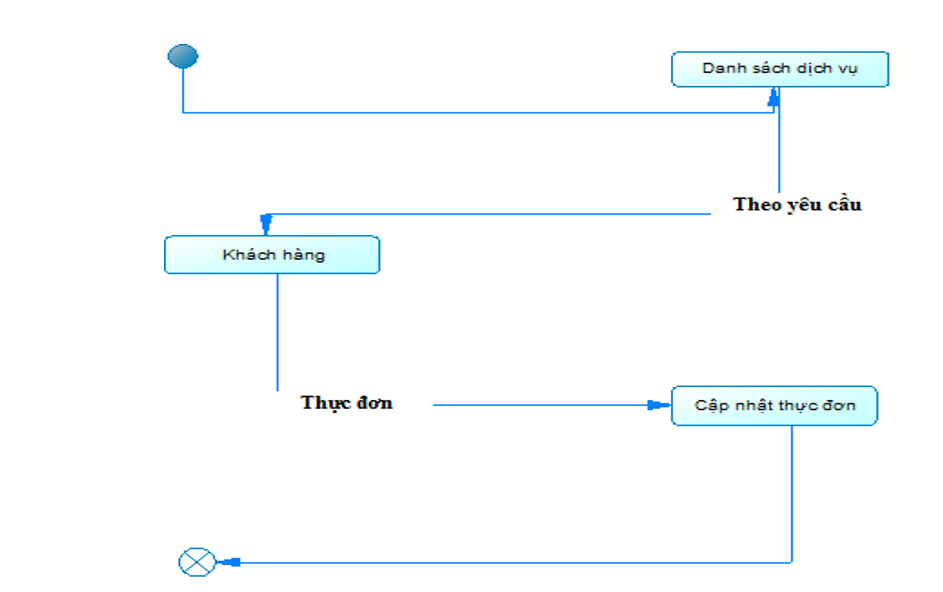 Danh sách dịch vụ
Theo yêu cầu
Khách hàng
Thực đơn
Cập nhật thực đơn